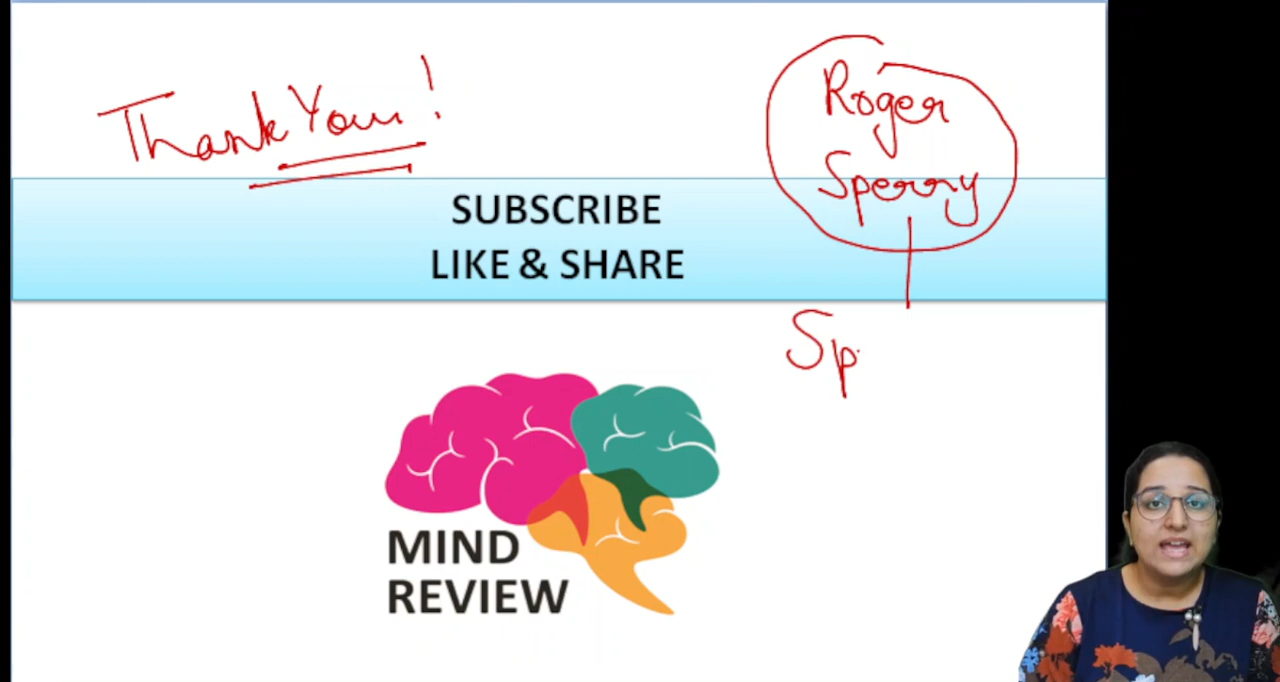 Thank You!
Roger
Sperry
SUBSCRIBE
LIKE & SHARE
Sp
MIND
REVIEW